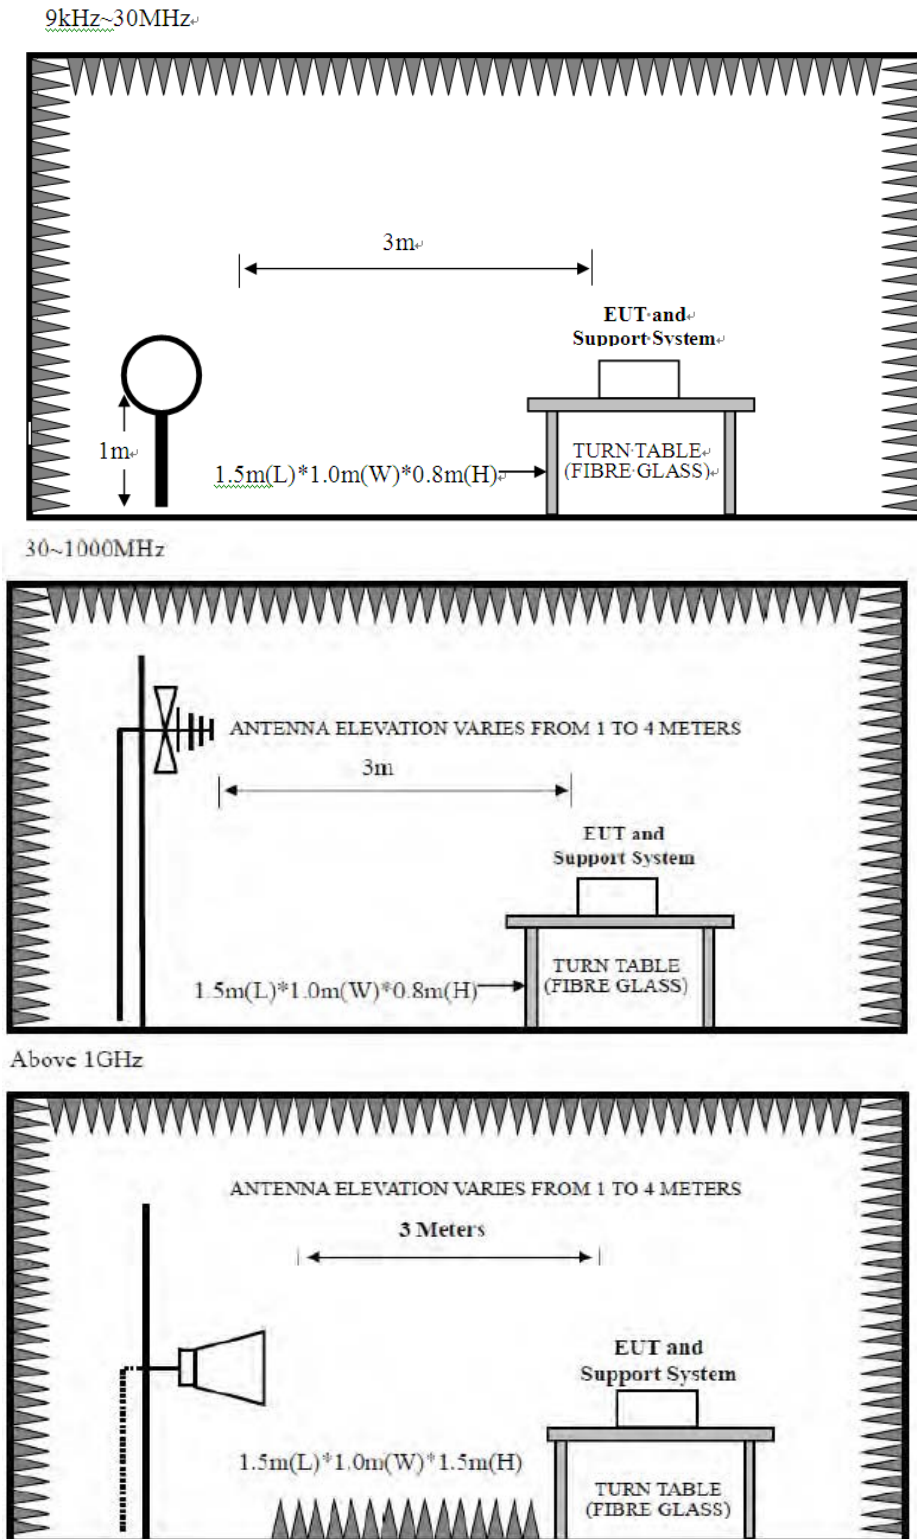 9kHz~30MHz
3m
EUT and
Support System
1m
TURN TABLE
(FIBRE GLASS)
1.5m(L)*1.0m(W)*0.8m(H)
30~1000MHz
ANTENNA ELEVATION VARIES FROM 1 TO 4 METERS
3m
EUT and
Support System
TURN TABLE
(FIBRE GLASS)
1.5m(L)*1.0m(W)*0.8m(H)
Above 1GHz
ANTENNA ELEVATION VARIES FROM 1 TO 4 METERS
3 Meters
EUT and
Support System
1.5m(L)*1.0m(W)*1.5m(H)
TURN TABLE
(FIBRE GLASS)